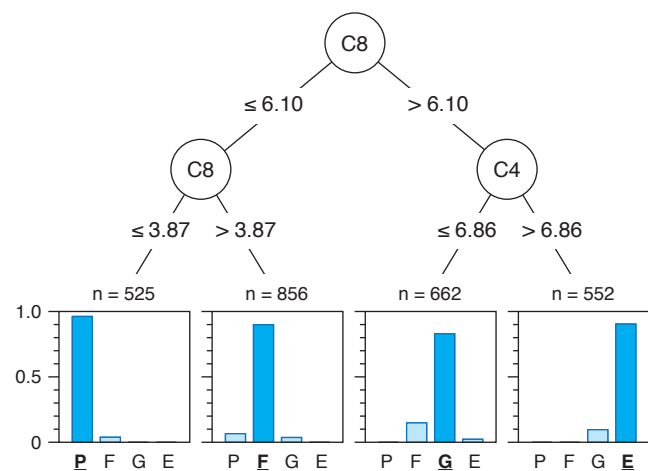 C8
≤ 6.10 > 6.10
C8 C4
≤ 3.87 > 3.87 ≤ 6.86 > 6.86
n = 525 n = 856 n = 662 n = 552
1.0
0.5
0
P F G E P F G E P F G E P F G E